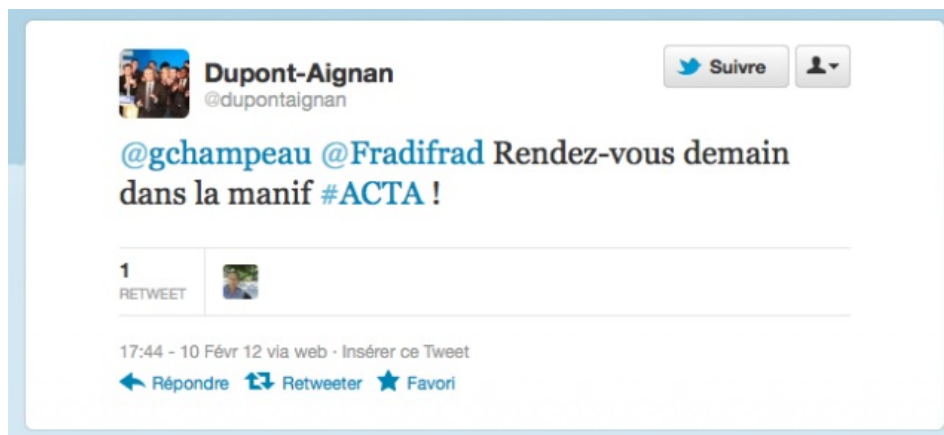 Dupont-Aignan
@dupontaignan
Suivre
@gchampeau @Fradifrad Rendez-vous demain
dans la manif #ACTA !
1
RETWEET
17:44 - 10 Févr 12 via web · Insérer ce Tweet
Répondre Retweeter Favori